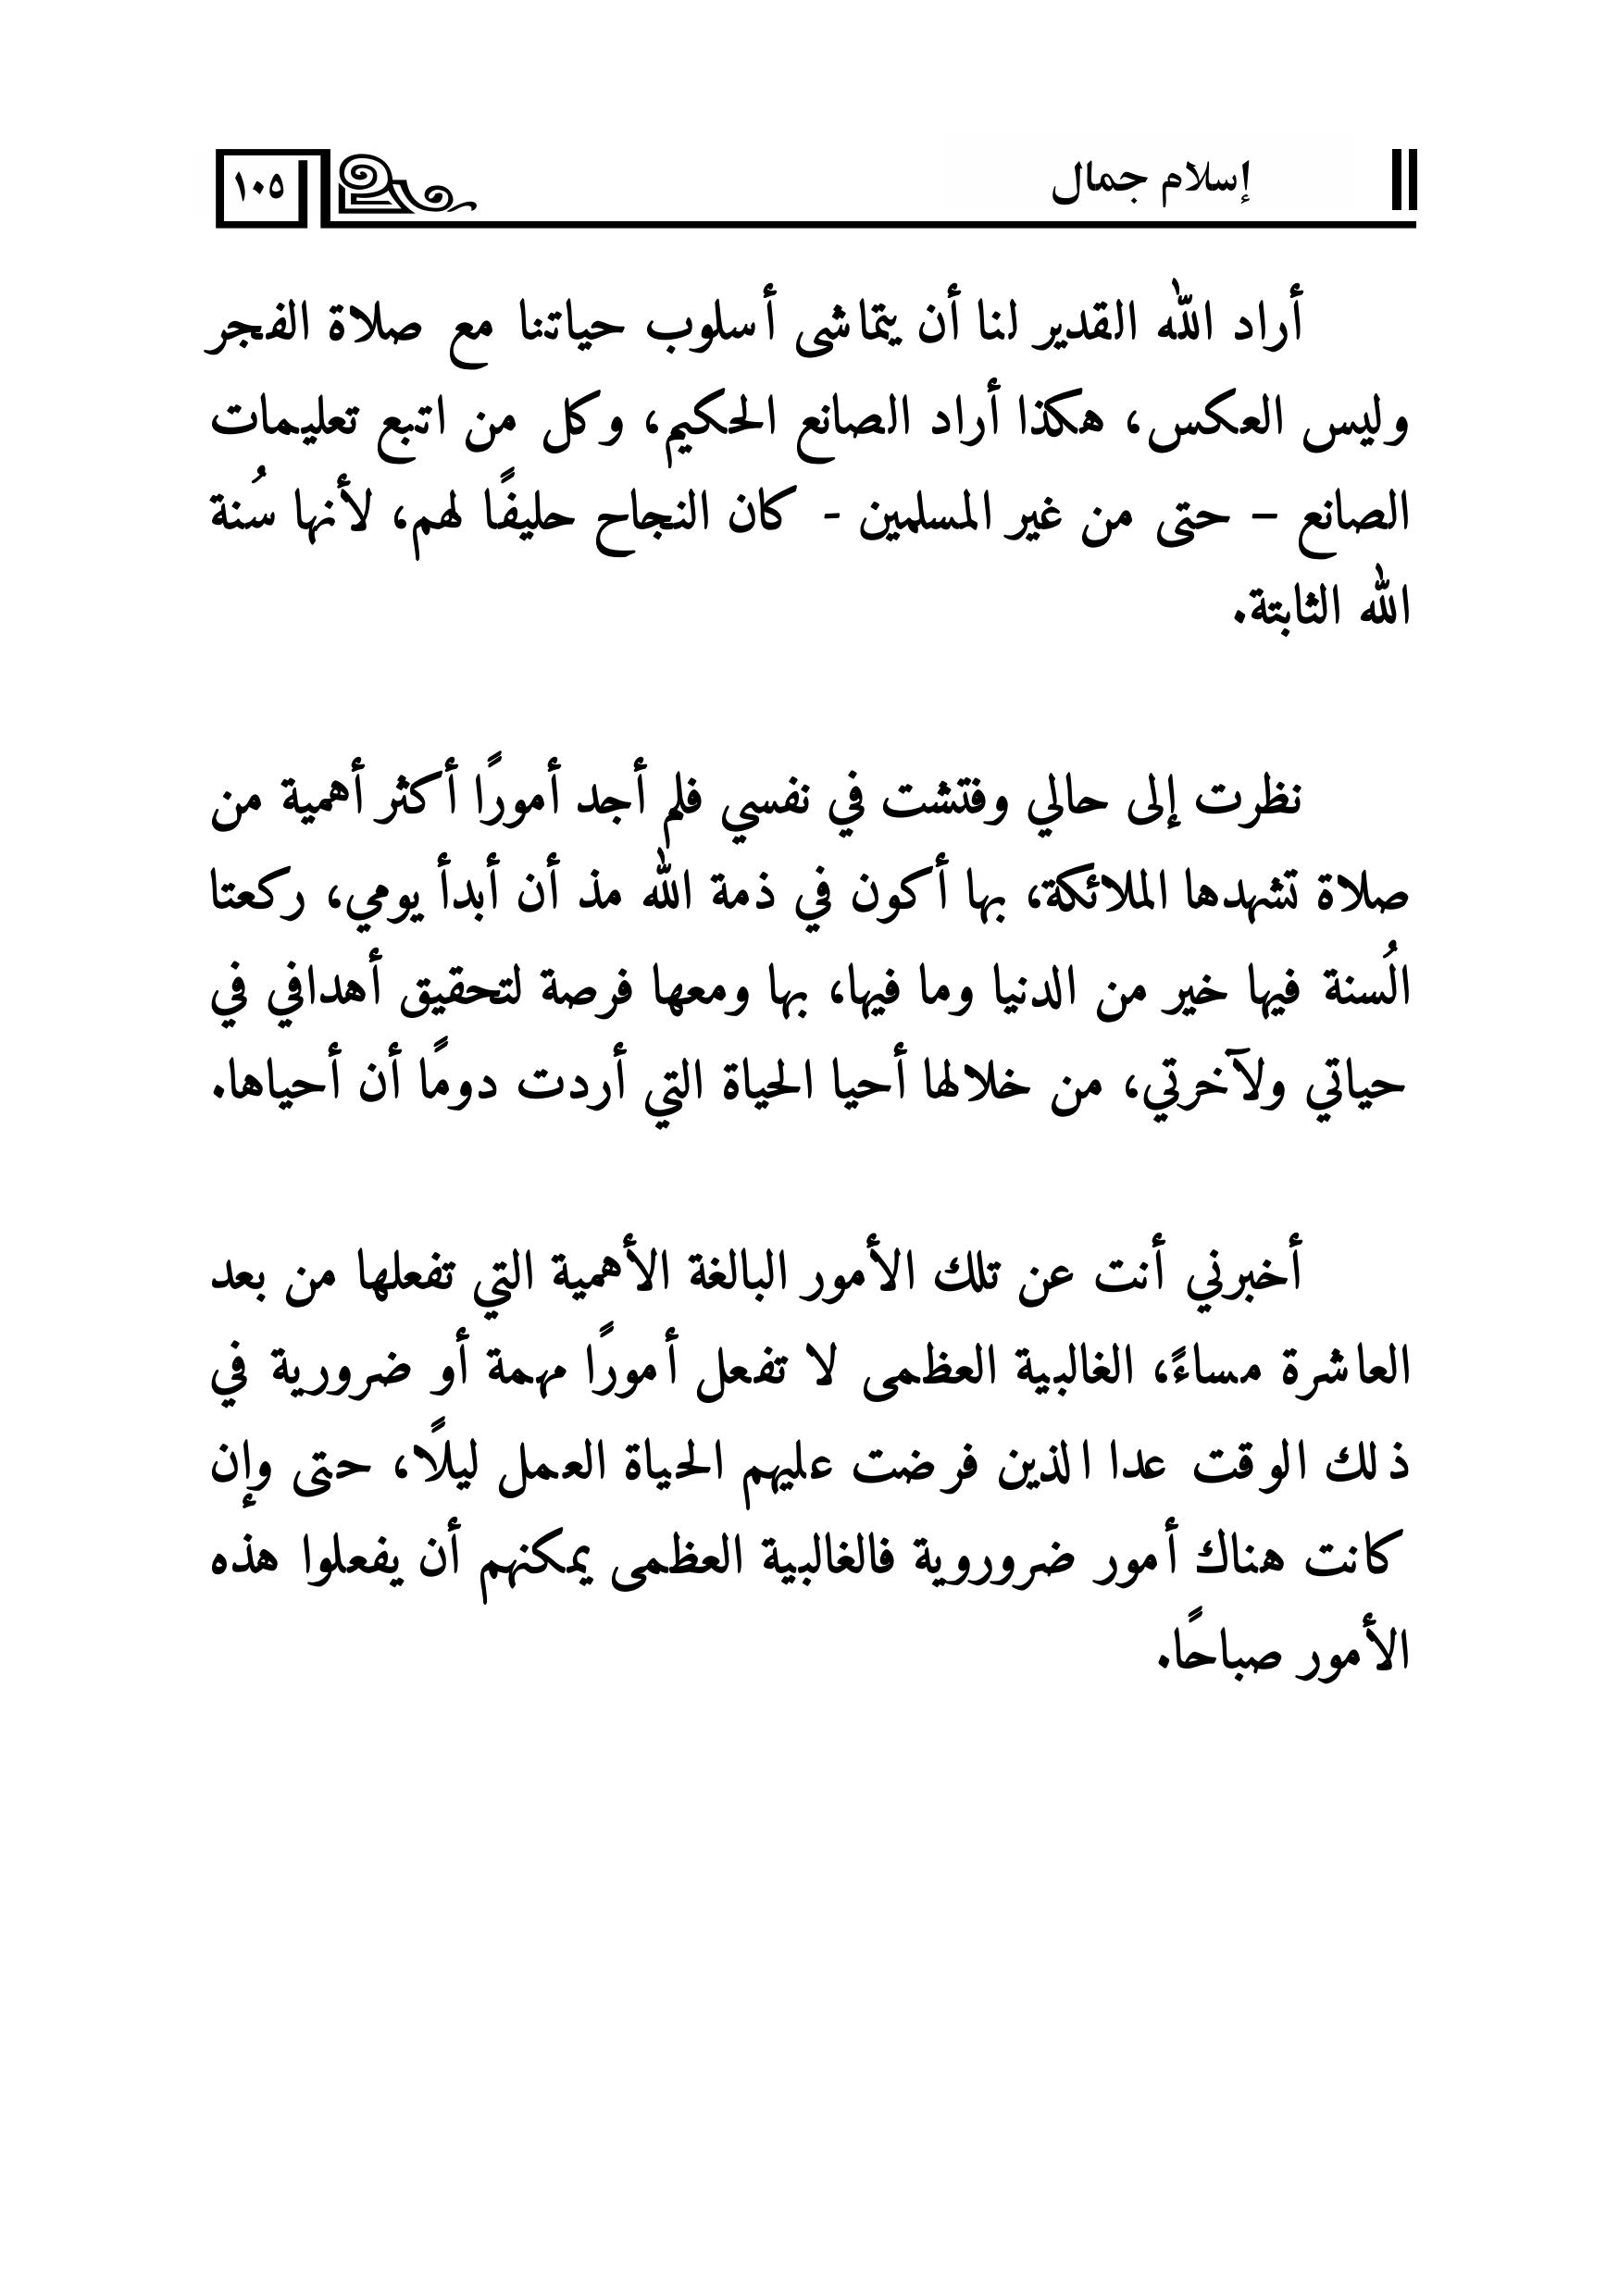 إسلام جمال
١٠٥
أراد الله القدير لنا أن يتماشى أسلوب حياتنا مع صلاة الفجر
وليس العكس، هكذا أراد الصانع الحكيم، وكل من اتبع تعليمات
الصانع – حتى من غير المسلمين - كان النجاح حليفًا لهم، لأنها سُنة
الله الثابتة.
نظرت إلى حالي وفتشت في نفسي فلم أجد أمورًا أكثر أهمية من
صلاة تشهدها الملائكة، بها أكون في ذمة الله مذ أن أبدأ يومي، ركعتا
الُسنة فيها خير من الدنيا وما فيها، بها ومعها فرصة لتحقيق أهدافي في
حياتي ولآخرتي، من خلالها أحيا الحياة التي أردت دومًا أن أحياها.
أخبرني أنت عن تلك الأمور البالغة الأهمية التي تفعلها من بعد
العاشرة مساءً، الغالبية العظمى لا تفعل أمورًا مهمة أو ضرورية في
ذلك الوقت عدا الذين فرضت عليهم الحياة العمل ليلًا، حتى وإن
كانت هناك أمور ضروروية فالغالبية العظمى يمكنهم أن يفعلوا هذه
الأمور صباحًا.